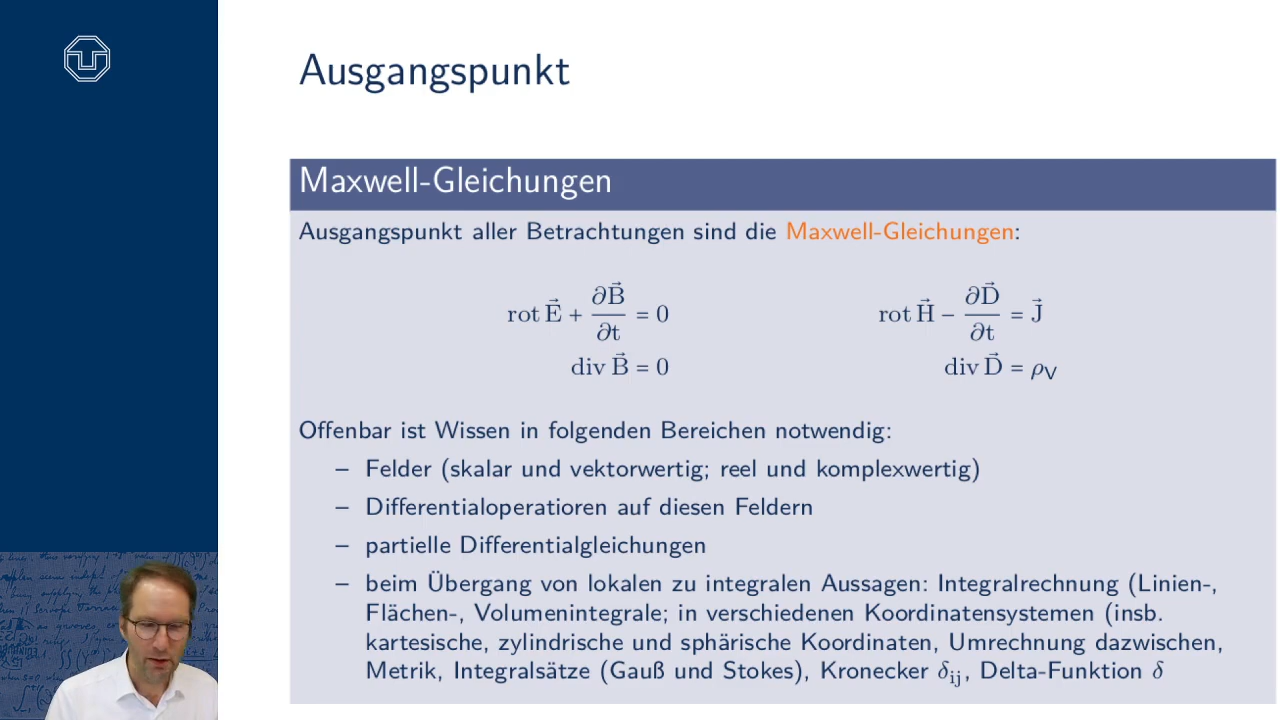 Ausgangspunkt
Maxwell-Gleichungen
Ausgangspunkt aller Betrachtungen sind die Maxwell-Gleichungen:
rot E⃗ + ∂B⃗/∂t = 0
rot H⃗ − ∂D⃗/∂t = J⃗
div B⃗ = 0
div D⃗ = ρV
Offenbar ist Wissen in folgenden Bereichen notwendig:
– Felder (skalar und vektorwertig; reel und komplexwertig)
– Differentialoperatioren auf diesen Feldern
– partielle Differentialgleichungen
– beim Übergang von lokalen zu integralen Aussagen: Integralrechnung (Linien-,
Flächen-, Volumenintegrale; in verschiedenen Koordinatensystemen (insb.
kartesische, zylindrische und sphärische Koordinaten, Umrechnung dazwischen,
Metrik, Integralsätze (Gauß und Stokes), Kronecker δij, Delta-Funktion δ